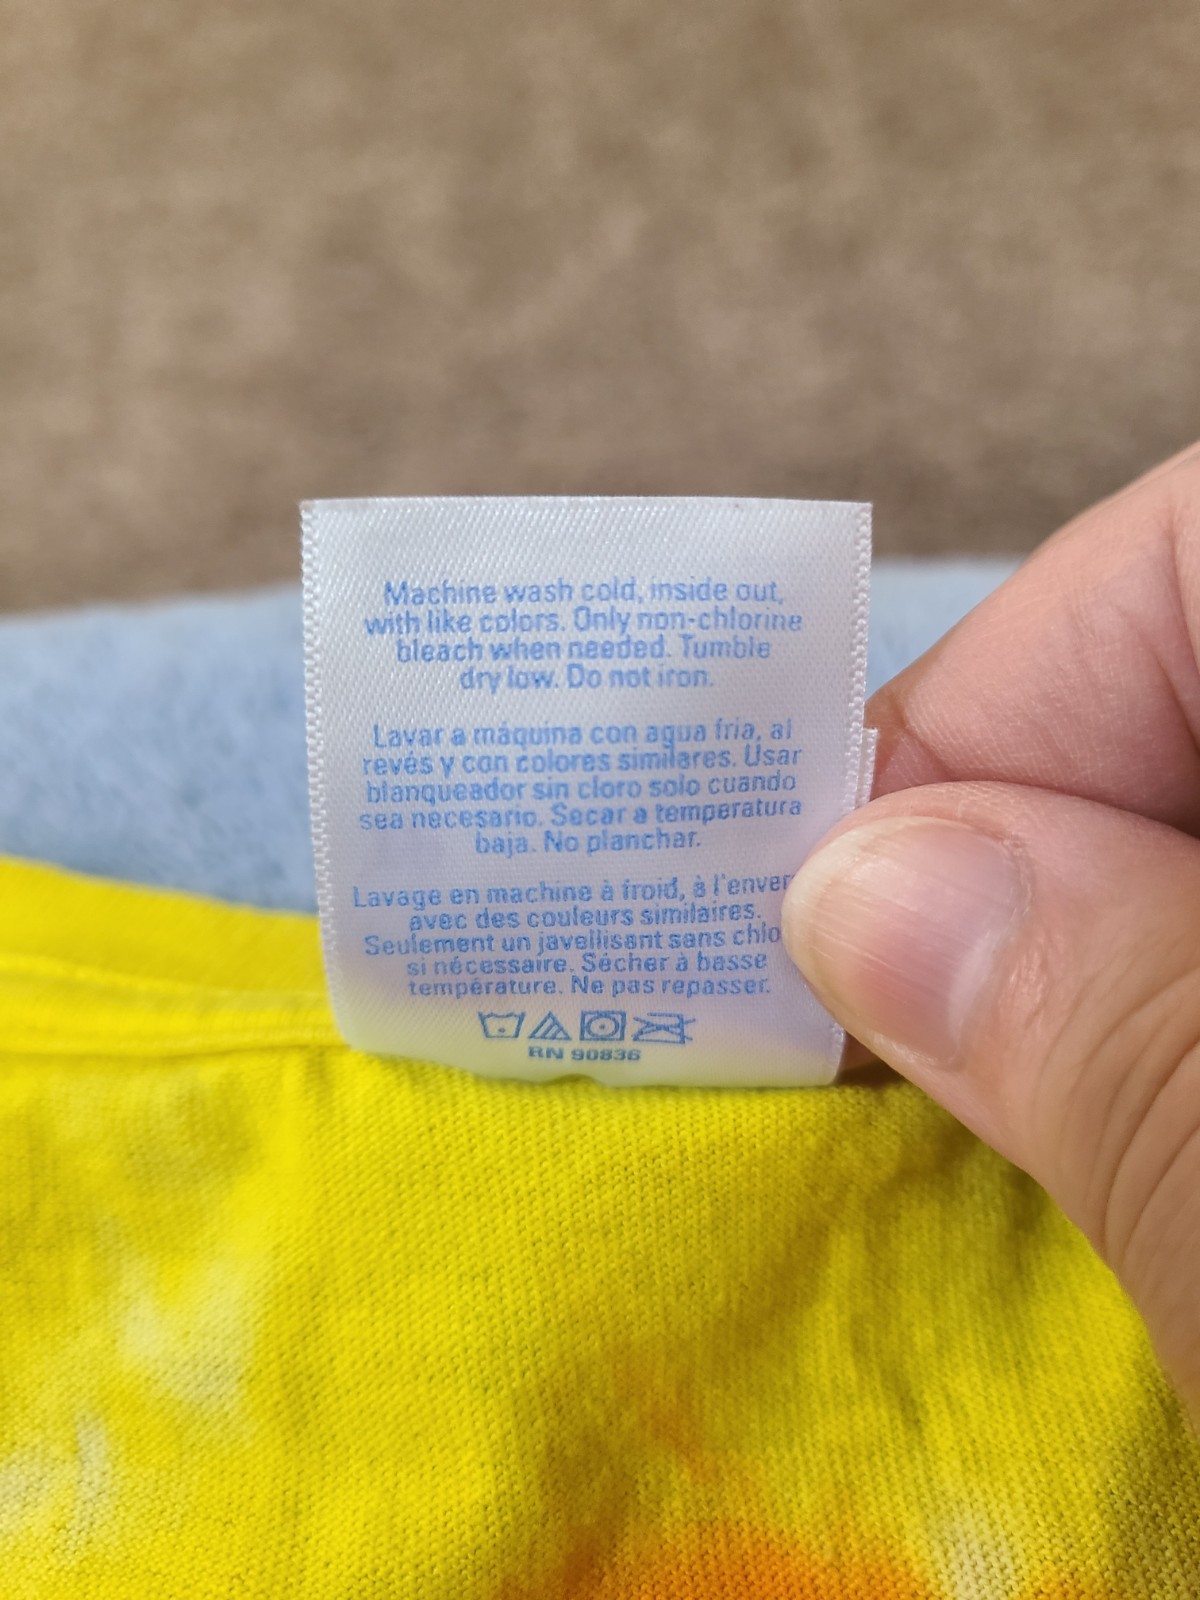 Machine wash cold, inside out,
with like colors. Only non-chlorine
bleach when needed. Tumble
dry low. Do not iron.
Lavar a máquina con agua fria, al
revés y con colores similares. Usar
blanqueador sin cloro solo cuando
sea necesario. Secar a temperatura
baja. No planchar.
Lavage en machine à froid, à l'enver
avec des couleurs similaires.
Seulement un javellisant sans chlo
si nécessaire. Sécher à basse
température. Ne pas repasser.
RN 90836